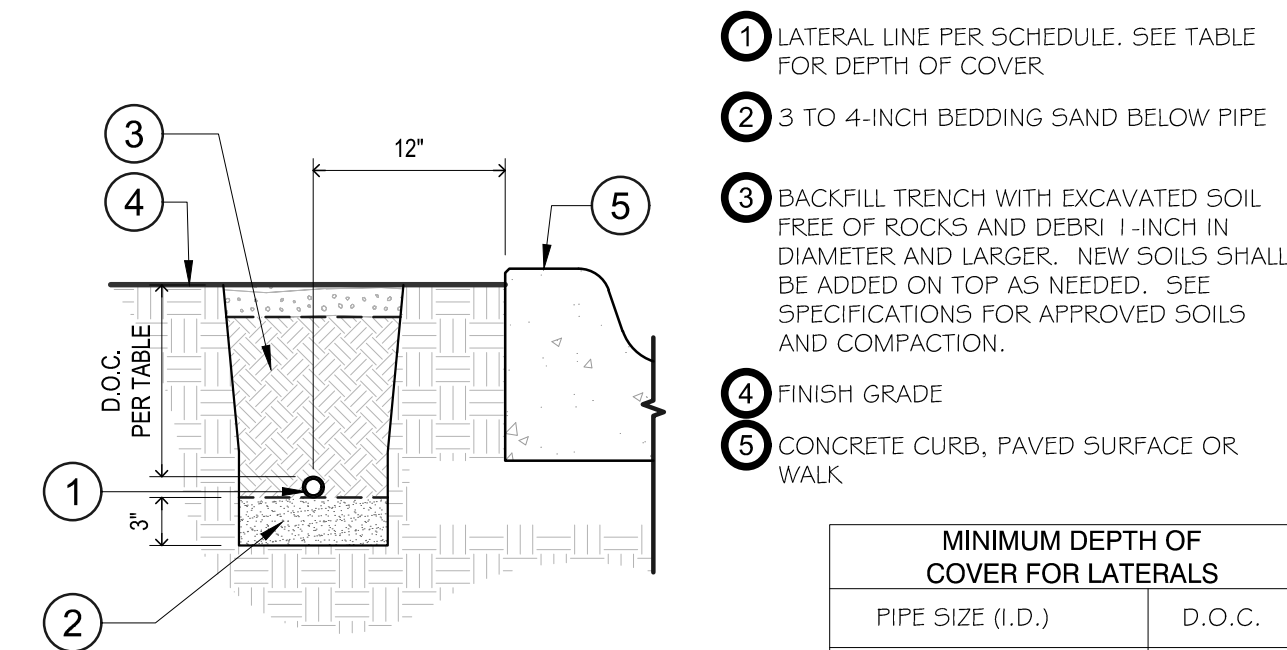 3
4
12"
5
D.O.C.
PER TABLE
1
3"
2
1 LATERAL LINE PER SCHEDULE. SEE TABLE
FOR DEPTH OF COVER
2 3 TO 4-INCH BEDDING SAND BELOW PIPE
3 BACKFILL TRENCH WITH EXCAVATED SOIL
FREE OF ROCKS AND DEBRI 1-INCH IN
DIAMETER AND LARGER. NEW SOILS SHALL
BE ADDED ON TOP AS NEEDED. SEE
SPECIFICATIONS FOR APPROVED SOILS
AND COMPACTION.
4 FINISH GRADE
5 CONCRETE CURB, PAVED SURFACE OR
WALK
MINIMUM DEPTH OF
COVER FOR LATERALS
PIPE SIZE (I.D.) D.O.C.